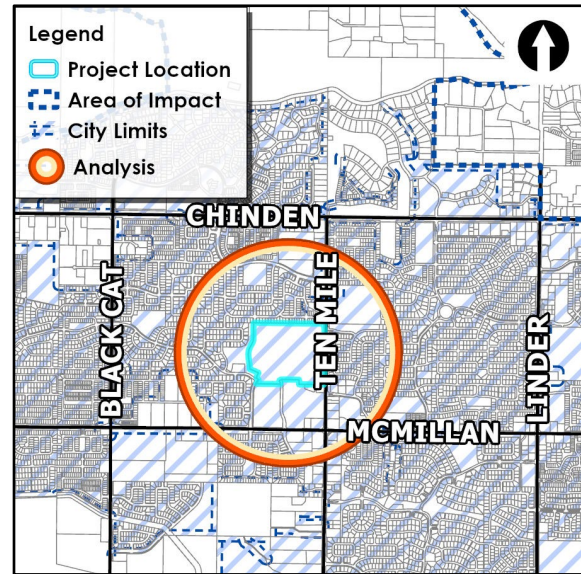 Legend
Project Location
Area of Impact
City Limits
Analysis
CHINDEN
BLACK CAT
TEN MILE
LINDER
MCMILLAN